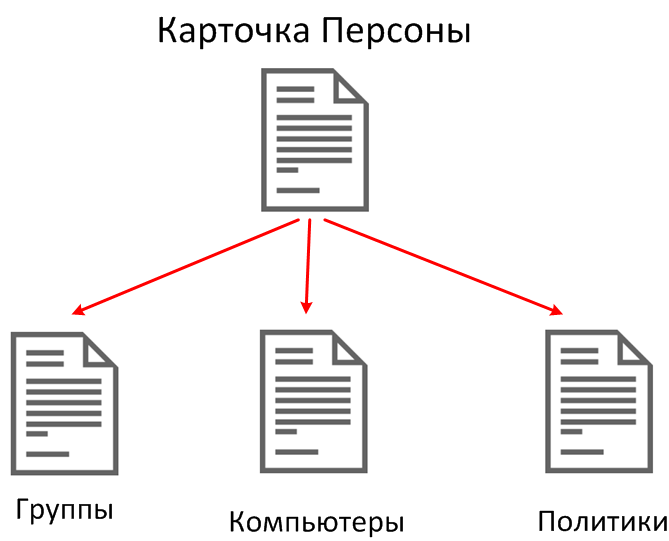 Карточка Персоны
Группы
Компьютеры
Политики